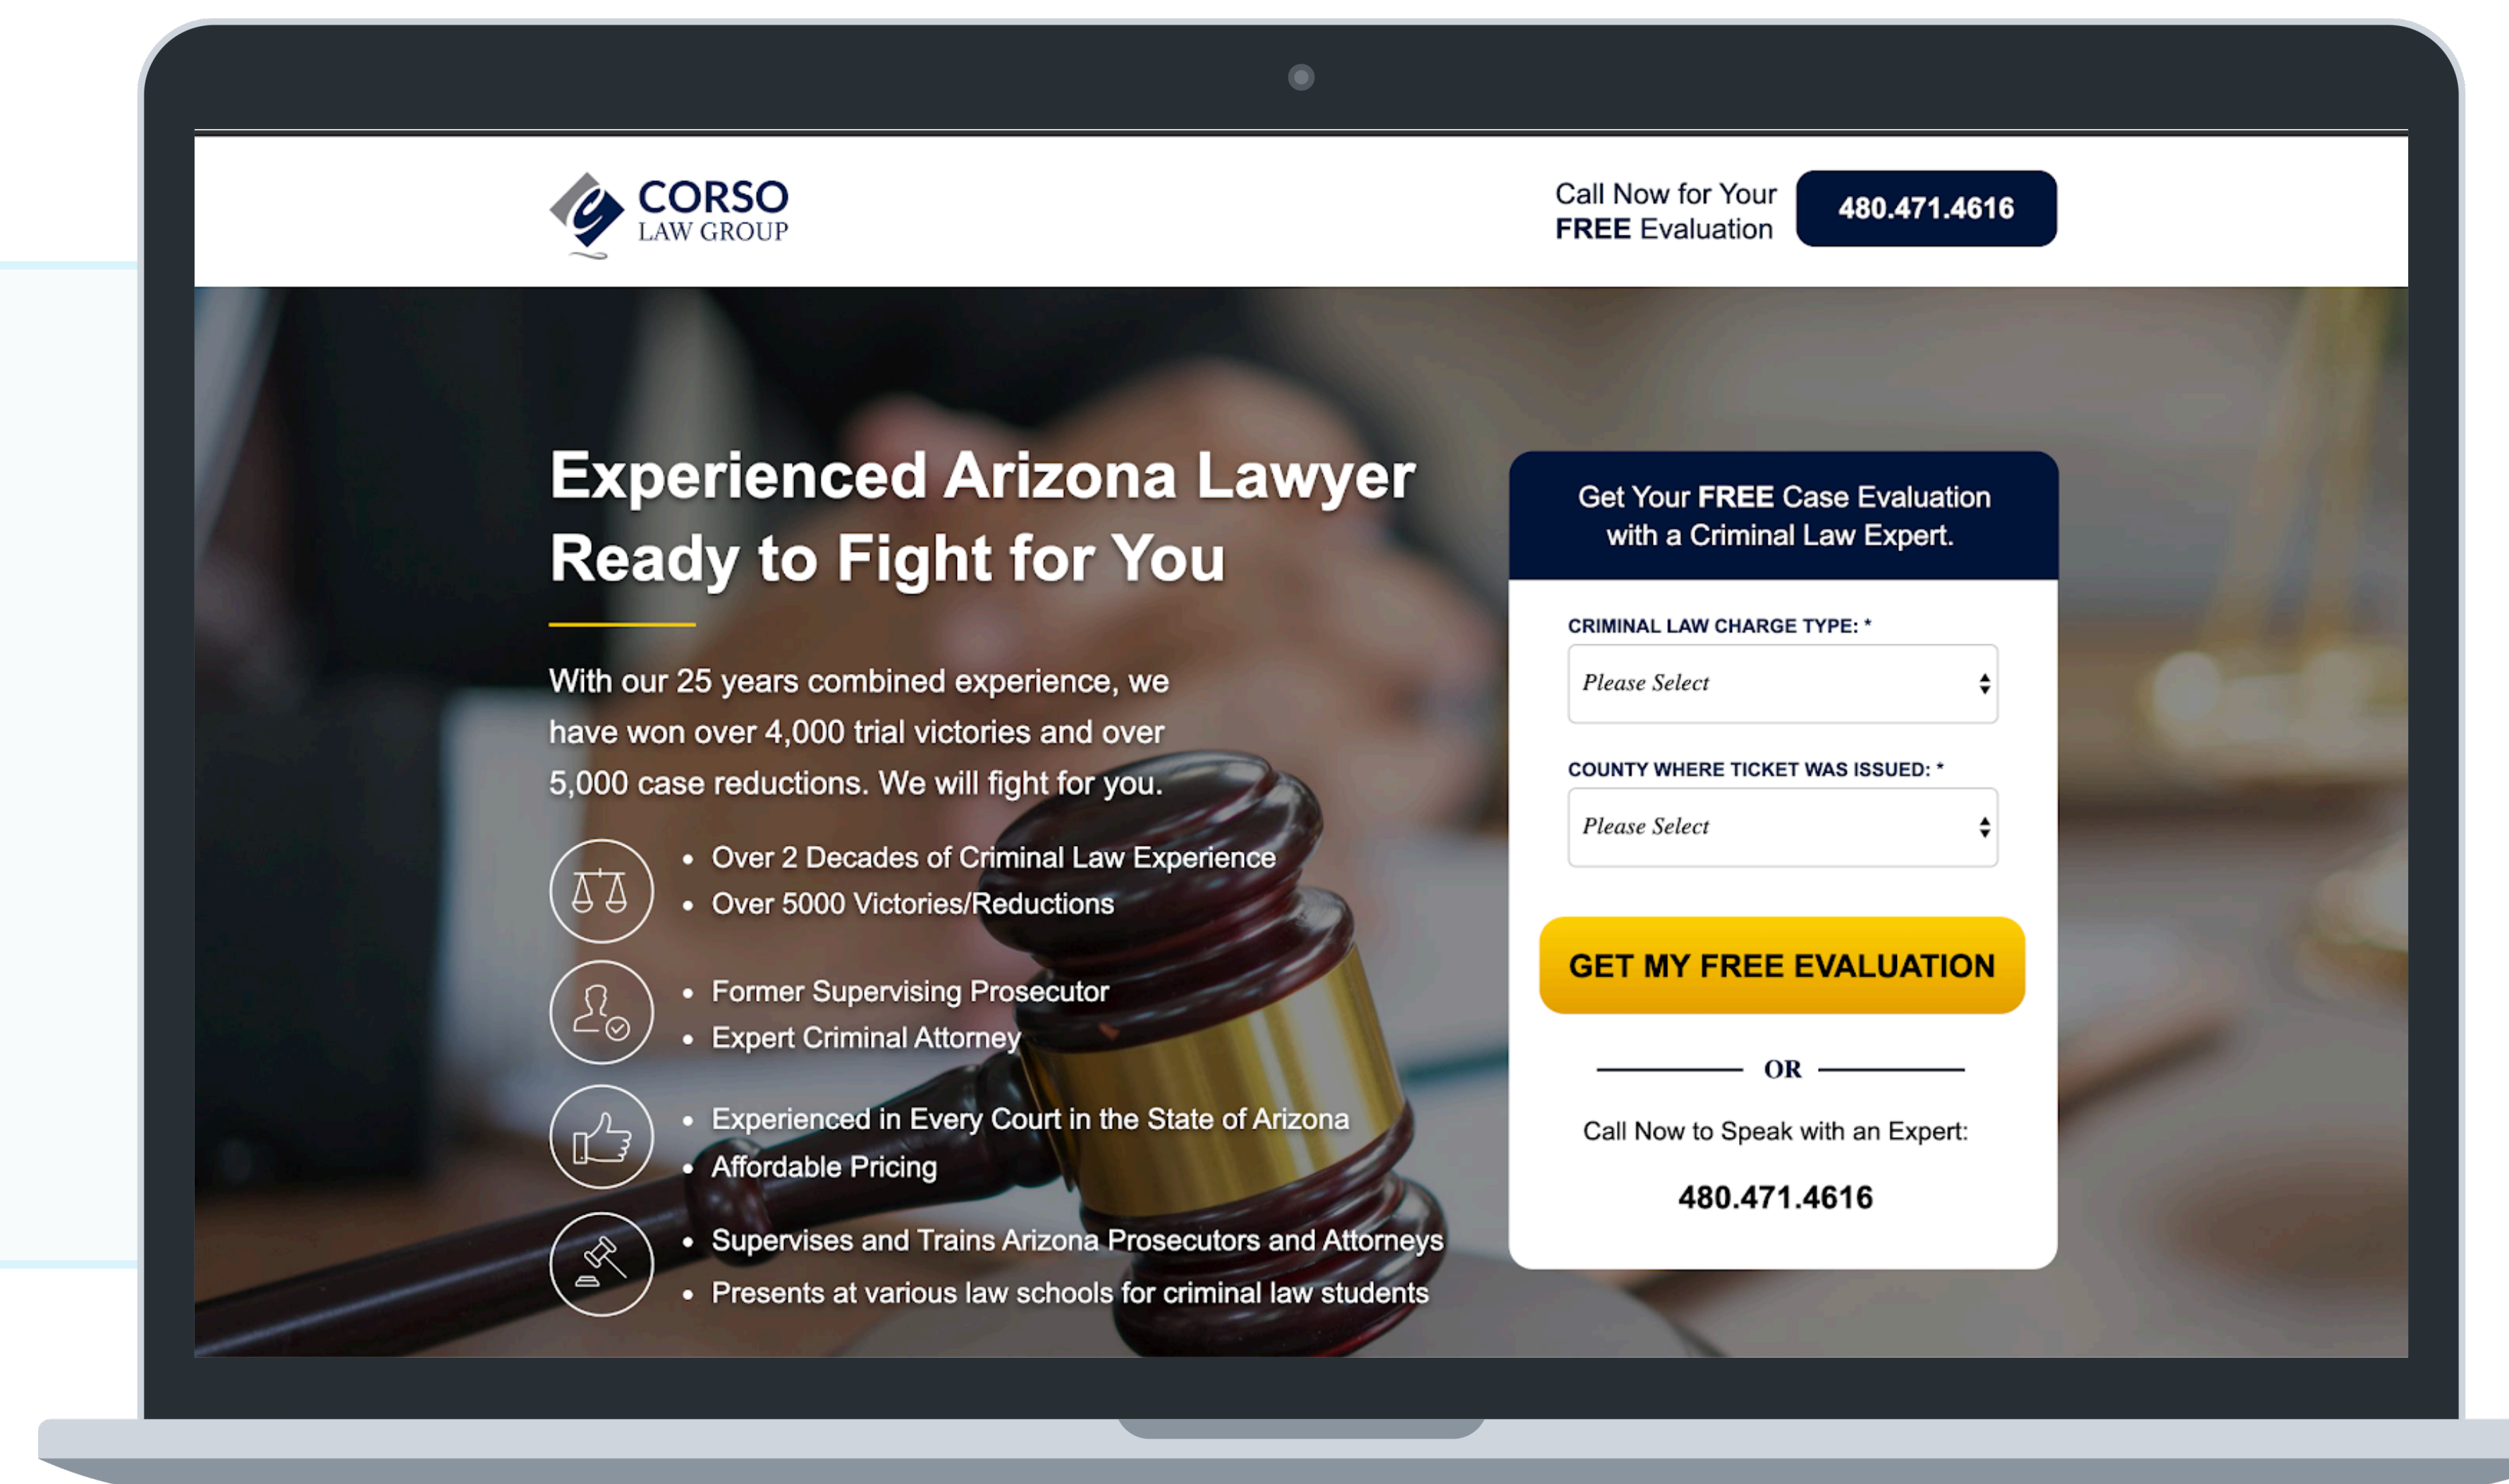 CORSO
LAW GROUP
Call Now for Your
FREE Evaluation
480.471.4616
Experienced Arizona Lawyer
Ready to Fight for You
With our 25 years combined experience, we
have won over 4,000 trial victories and over
5,000 case reductions. We will fight for you.
• Over 2 Decades of Criminal Law Experience
• Over 5000 Victories/Reductions
• Former Supervising Prosecutor
• Expert Criminal Attorney
• Experienced in Every Court in the State of Arizona
• Affordable Pricing
• Supervises and Trains Arizona Prosecutors and Attorneys
• Presents at various law schools for criminal law students
Get Your FREE Case Evaluation
with a Criminal Law Expert.
CRIMINAL LAW CHARGE TYPE: *
Please Select
COUNTY WHERE TICKET WAS ISSUED: *
Please Select
GET MY FREE EVALUATION
OR
Call Now to Speak with an Expert:
480.471.4616